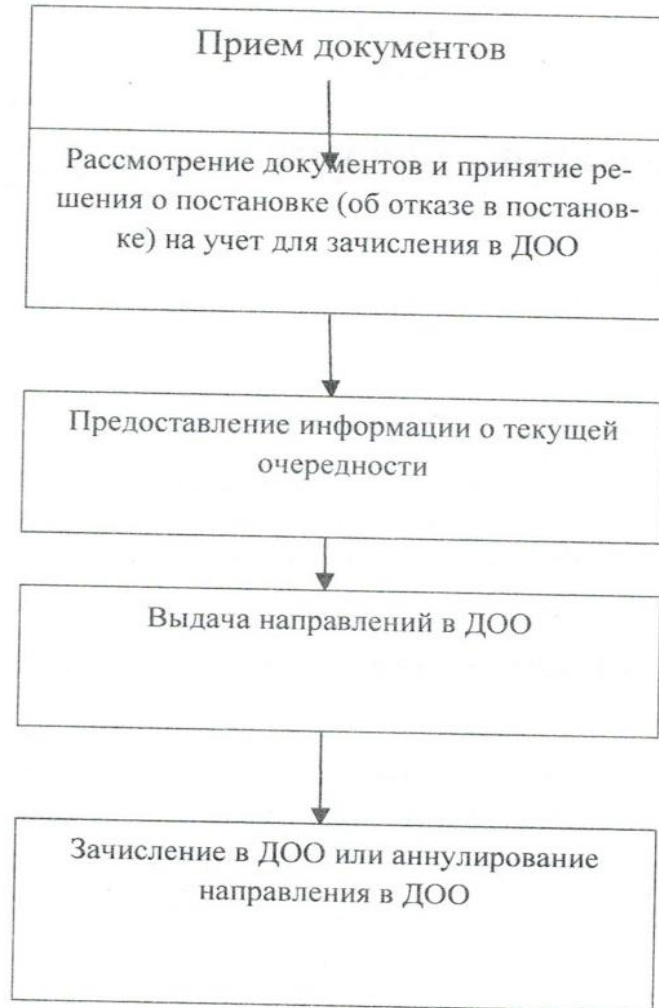 Прием документов
Рассмотрение документов и принятие ре-
шения о постановке (об отказе в постанов-
ке) на учет для зачисления в ДОО
Предоставление информации о текущей
очередности
Выдача направлений в ДОО
Зачисление в ДОО или аннулирование
направления в ДОО